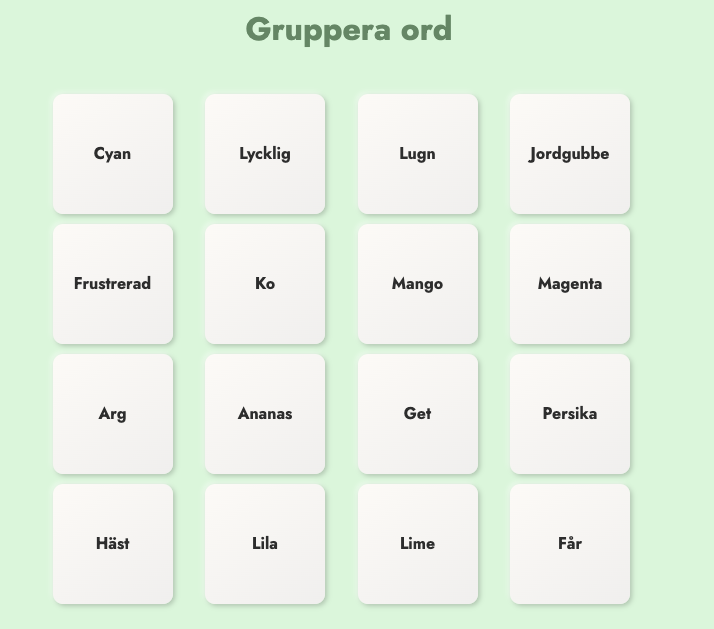 Gruppera ord
Cyan
Lycklig
Lugn
Jordgubbe
Frustrerad
Ko
Mango
Magenta
Arg
Ananas
Get
Persika
Häst
Lila
Lime
Får